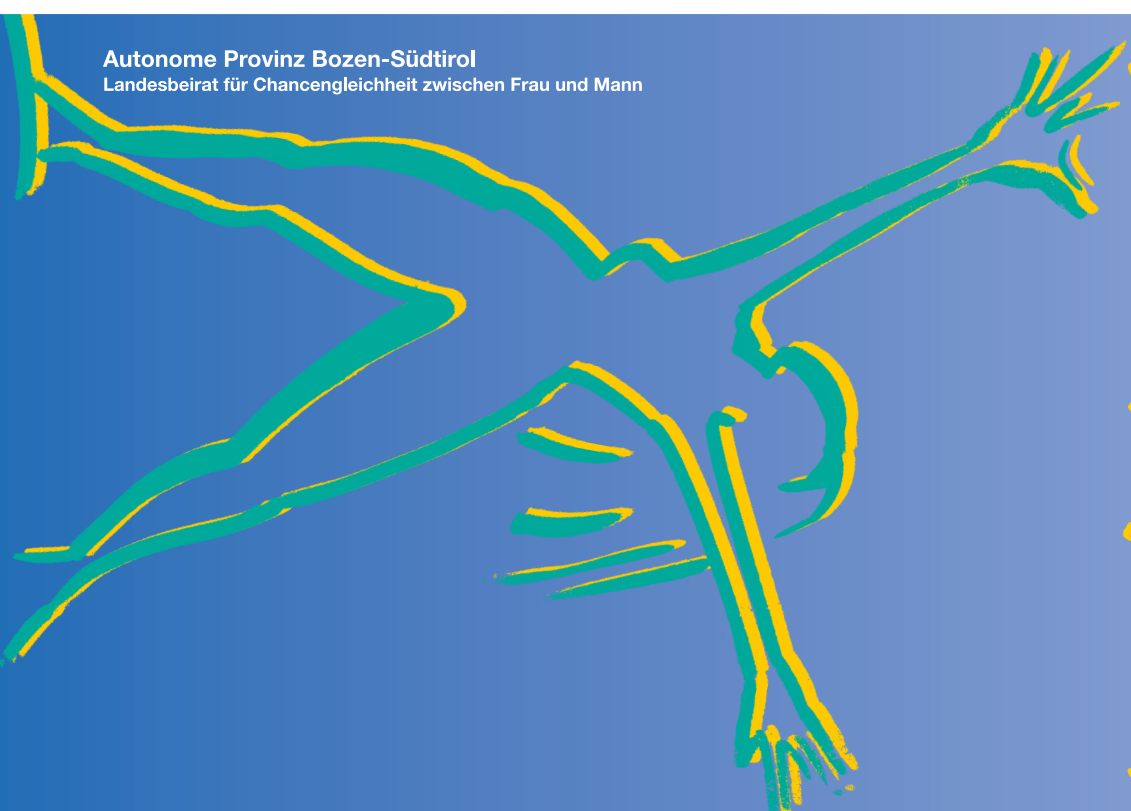 Autonome Provinz Bozen-Südtirol
Landesbeirat für Chancengleichheit zwischen Frau und Mann